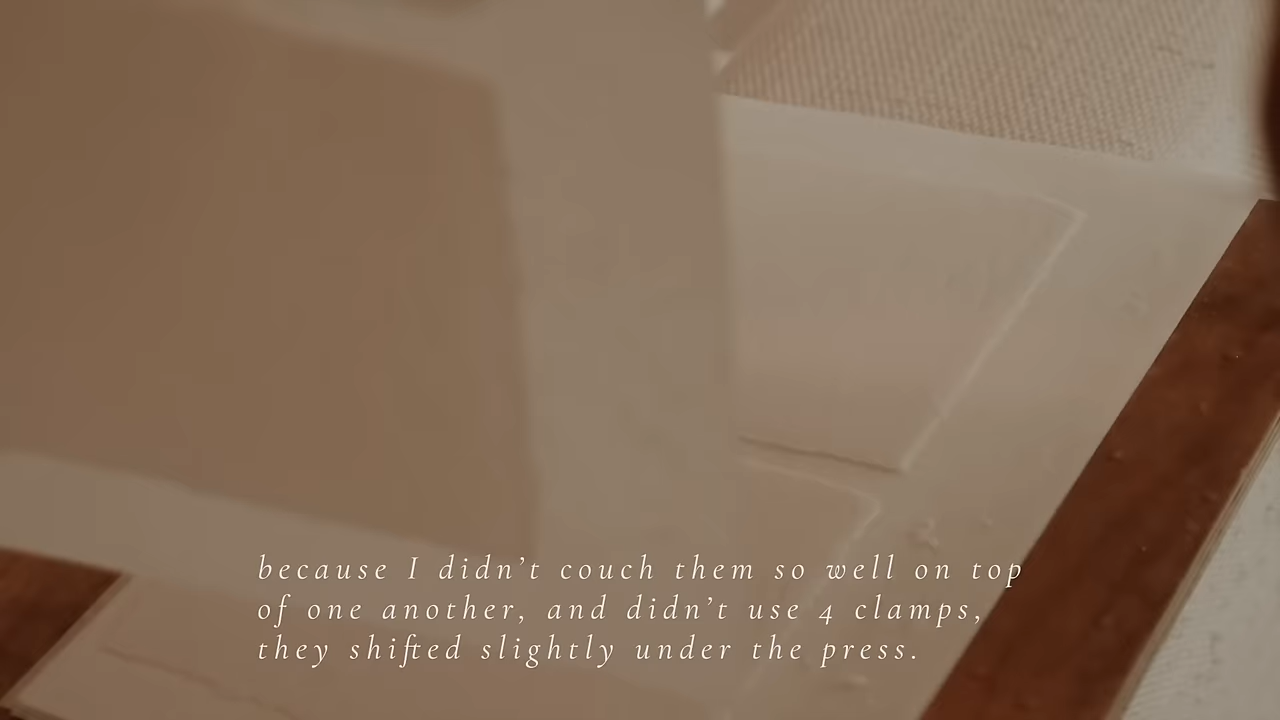 because I didn’t couch them so well on top
of one another, and didn’t use 4 clamps,
they shifted slightly under the press.